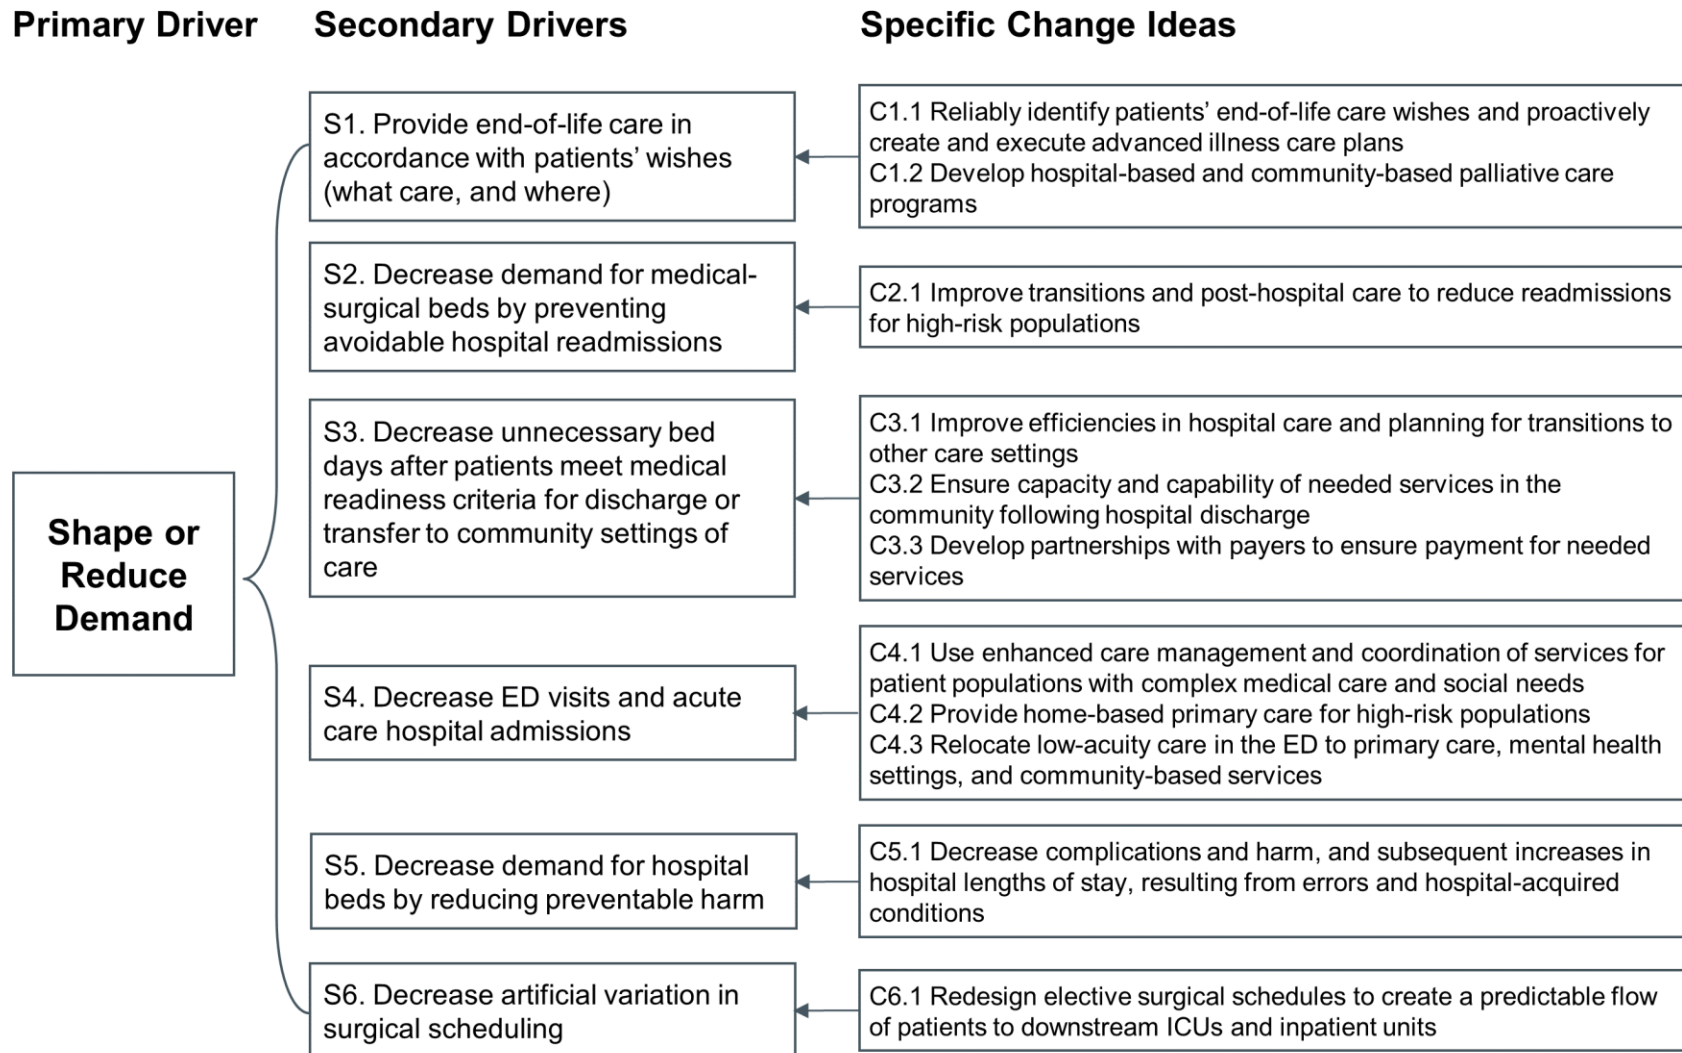 Primary Driver
Secondary Drivers
Specific Change Ideas
Shape or
Reduce
Demand
S1. Provide end-of-life care in
accordance with patients’ wishes
(what care, and where)
C1.1 Reliably identify patients’ end-of-life care wishes and proactively
create and execute advanced illness care plans
C1.2 Develop hospital-based and community-based palliative care
programs
S2. Decrease demand for medical-
surgical beds by preventing
avoidable hospital readmissions
C2.1 Improve transitions and post-hospital care to reduce readmissions
for high-risk populations
S3. Decrease unnecessary bed
days after patients meet medical
readiness criteria for discharge or
transfer to community settings of
care
C3.1 Improve efficiencies in hospital care and planning for transitions to
other care settings
C3.2 Ensure capacity and capability of needed services in the
community following hospital discharge
C3.3 Develop partnerships with payers to ensure payment for needed
services
S4. Decrease ED visits and acute
care hospital admissions
C4.1 Use enhanced care management and coordination of services for
patient populations with complex medical care and social needs
C4.2 Provide home-based primary care for high-risk populations
C4.3 Relocate low-acuity care in the ED to primary care, mental health
settings, and community-based services
S5. Decrease demand for hospital
beds by reducing preventable harm
C5.1 Decrease complications and harm, and subsequent increases in
hospital lengths of stay, resulting from errors and hospital-acquired
conditions
S6. Decrease artificial variation in
surgical scheduling
C6.1 Redesign elective surgical schedules to create a predictable flow
of patients to downstream ICUs and inpatient units